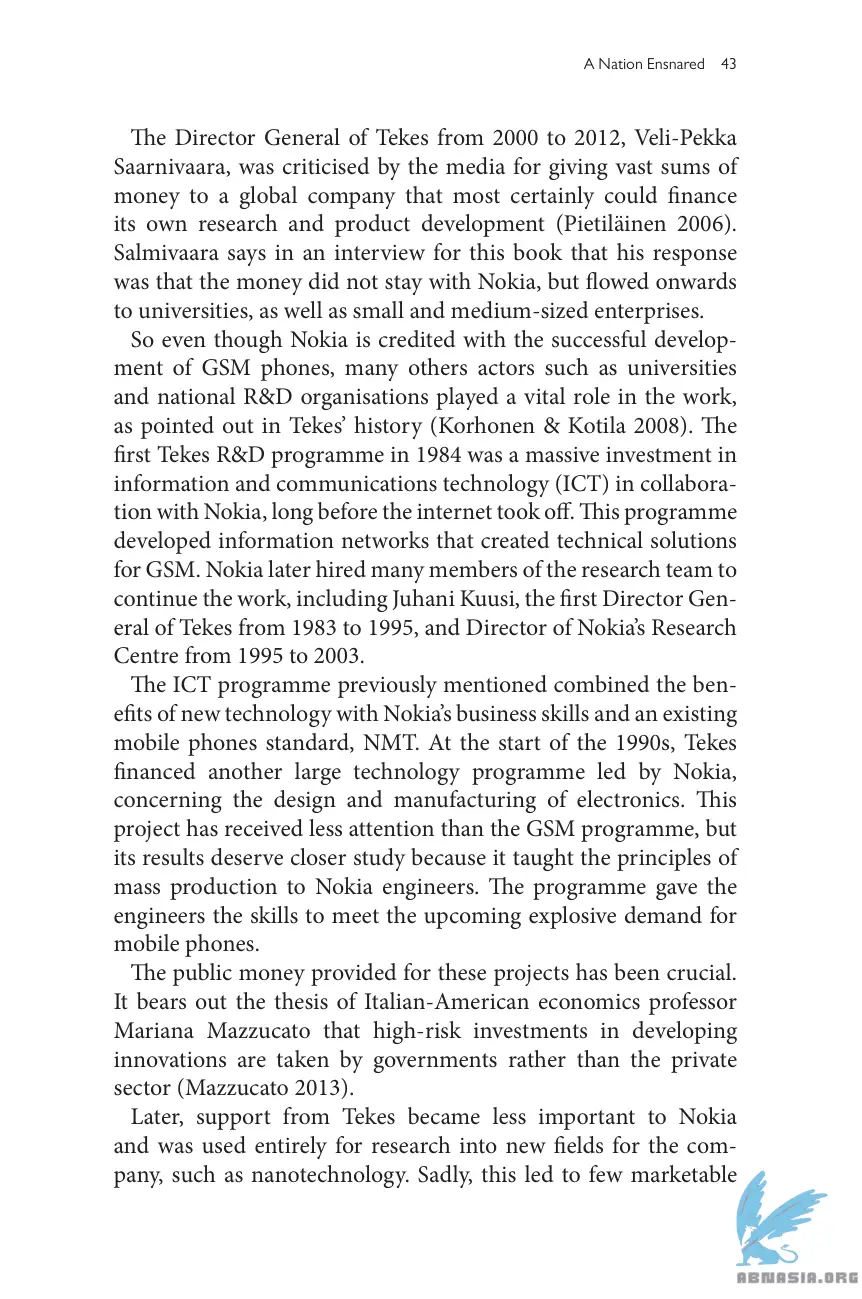 A Nation Ensnared 43
The Director General of Tekes from 2000 to 2012, Veli-Pekka
Saarnivaara, was criticised by the media for giving vast sums of
money to a global company that most certainly could finance
its own research and product development (Pietiläinen 2006).
Salmivaara says in an interview for this book that his response
was that the money did not stay with Nokia, but flowed onwards
to universities, as well as small and medium-sized enterprises.
So even though Nokia is credited with the successful develop-
ment of GSM phones, many others actors such as universities
and national R&D organisations played a vital role in the work,
as pointed out in Tekes’ history (Korhonen & Kotila 2008). The
first Tekes R&D programme in 1984 was a massive investment in
information and communications technology (ICT) in collabora-
tion with Nokia, long before the internet took off. This programme
developed information networks that created technical solutions
for GSM. Nokia later hired many members of the research team to
continue the work, including Juhani Kuusi, the first Director Gen-
eral of Tekes from 1983 to 1995, and Director of Nokia’s Research
Centre from 1995 to 2003.
The ICT programme previously mentioned combined the ben-
efits of new technology with Nokia’s business skills and an existing
mobile phones standard, NMT. At the start of the 1990s, Tekes
financed another large technology programme led by Nokia,
concerning the design and manufacturing of electronics. This
project has received less attention than the GSM programme, but
its results deserve closer study because it taught the principles of
mass production to Nokia engineers. The programme gave the
engineers the skills to meet the upcoming explosive demand for
mobile phones.
The public money provided for these projects has been crucial.
It bears out the thesis of Italian-American economics professor
Mariana Mazzucato that high-risk investments in developing
innovations are taken by governments rather than the private
sector (Mazzucato 2013).
Later, support from Tekes became less important to Nokia
and was used entirely for research into new fields for the com-
pany, such as nanotechnology. Sadly, this led to few marketable
ABNASIA.ORG